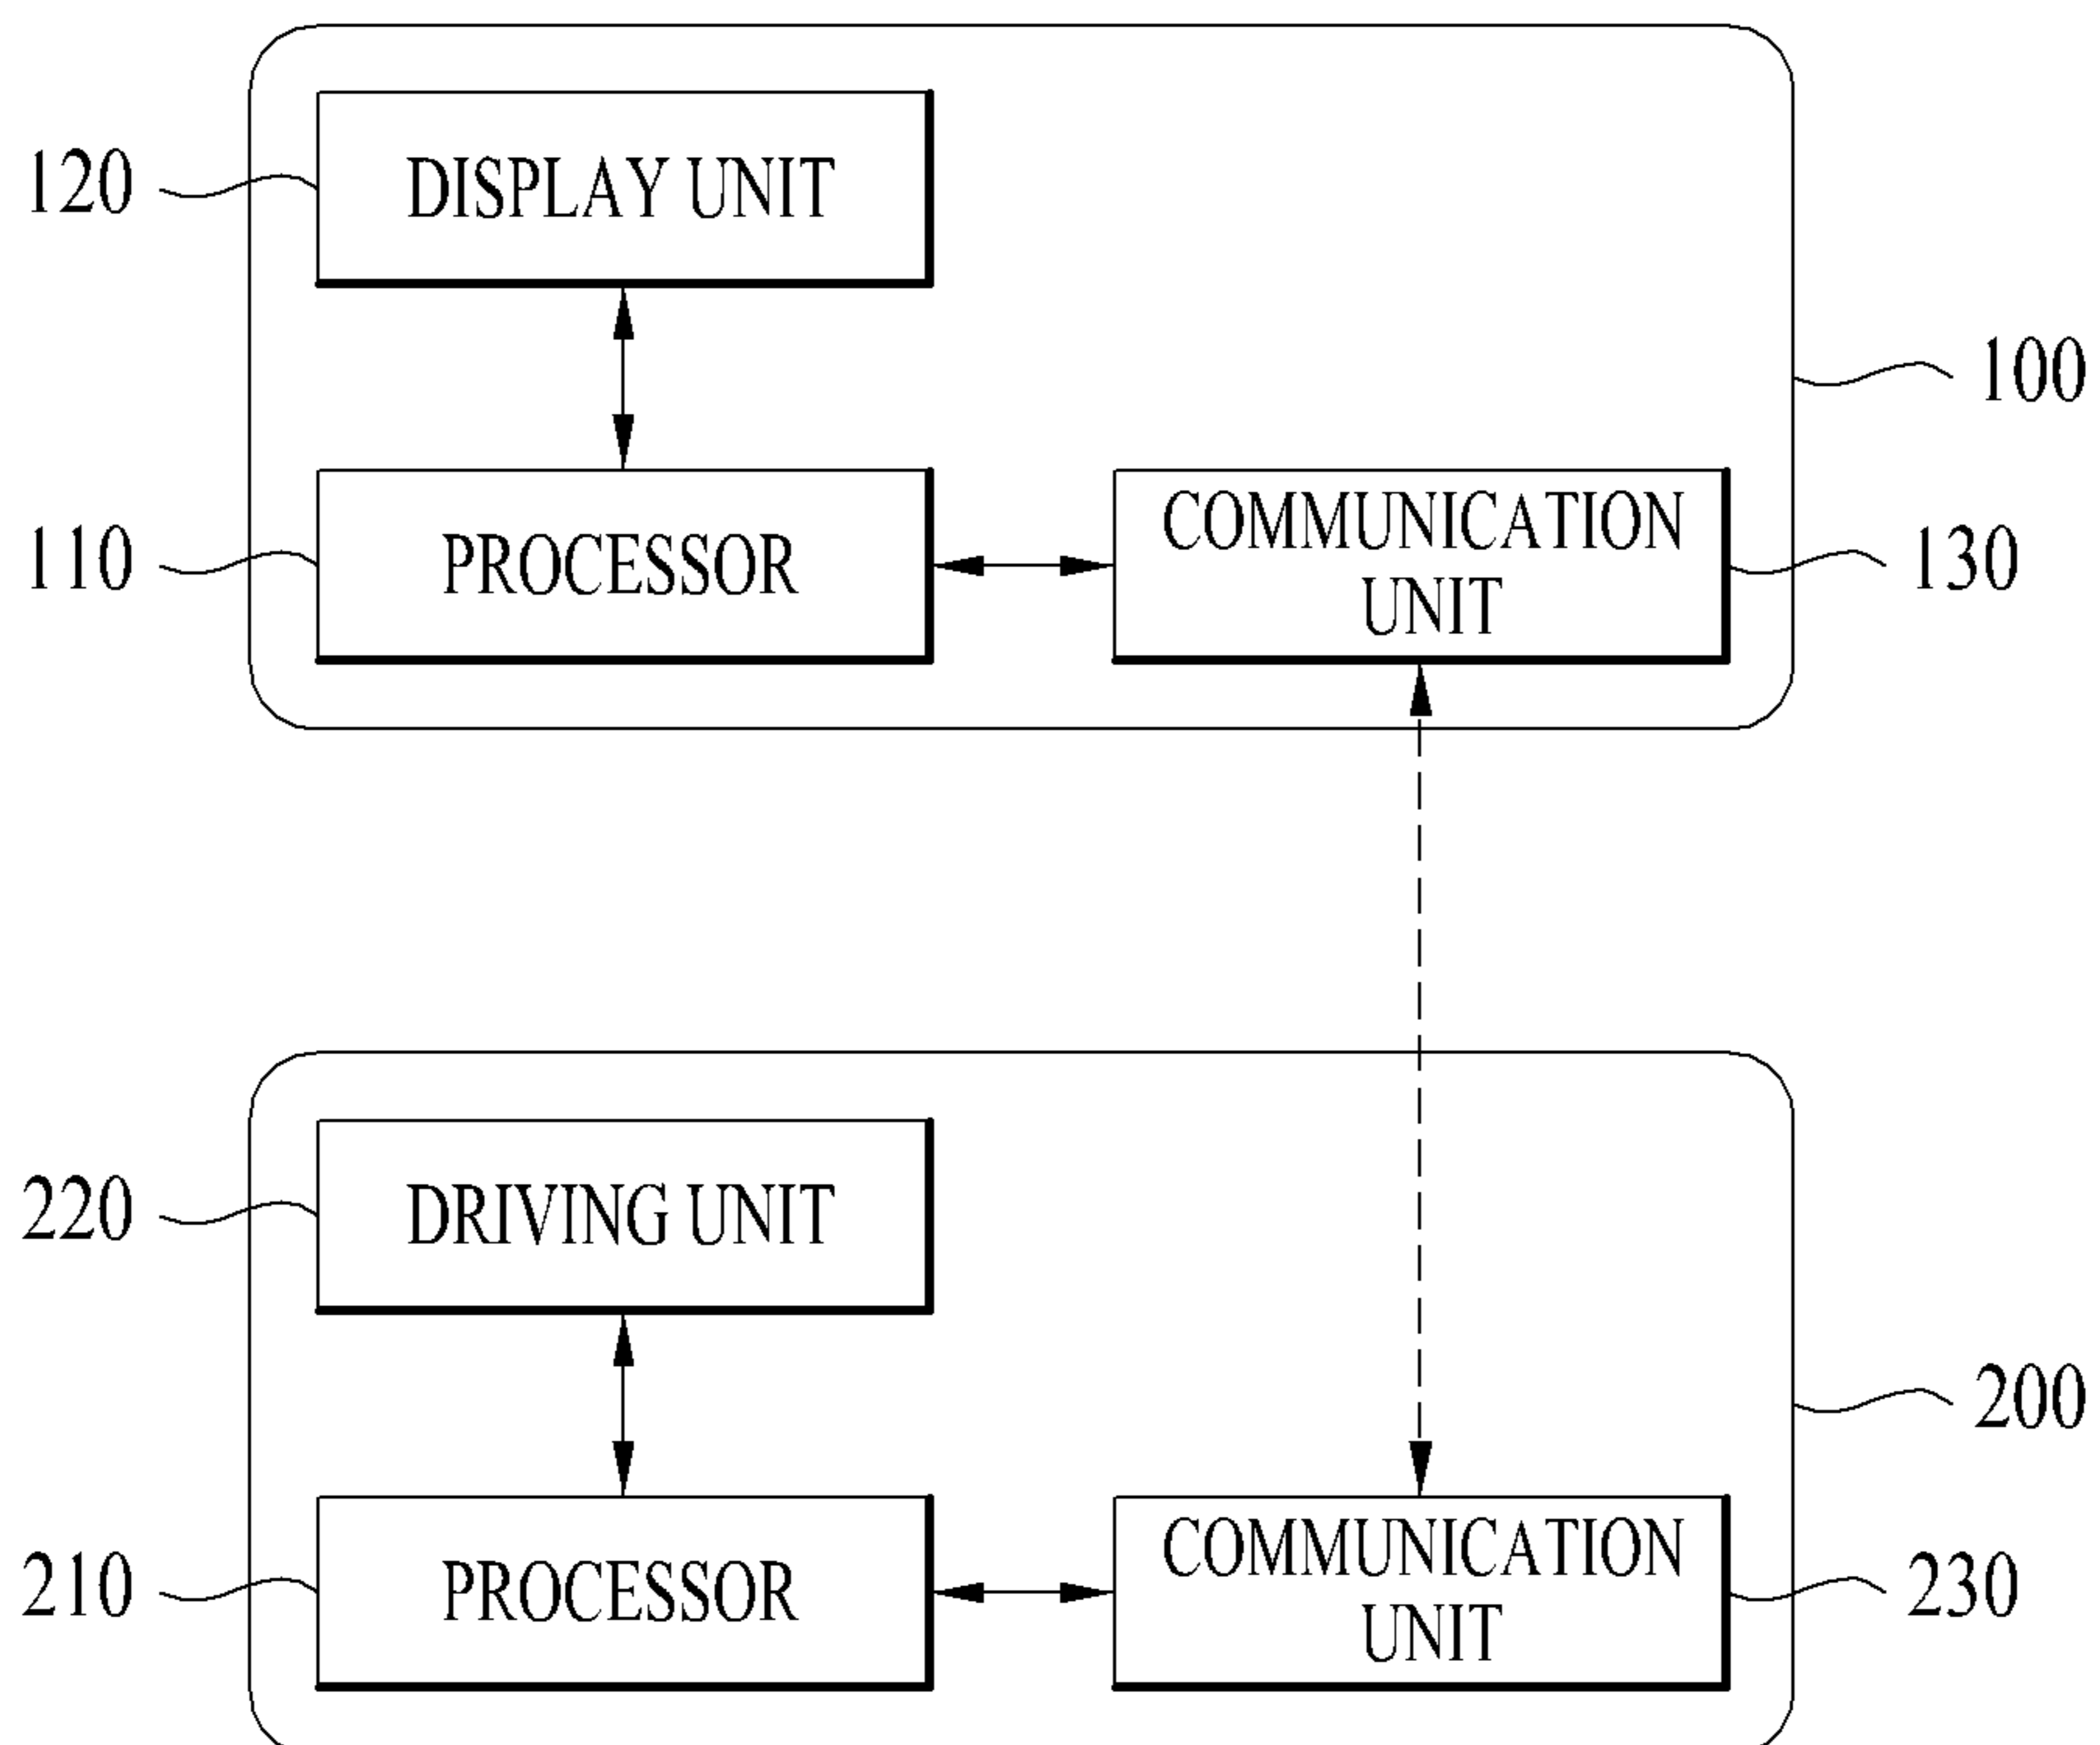 120
DISPLAY UNIT
100
110
PROCESSOR
COMMUNICATION
UNIT
130
220
DRIVING UNIT
200
210
PROCESSOR
COMMUNICATION
UNIT
230